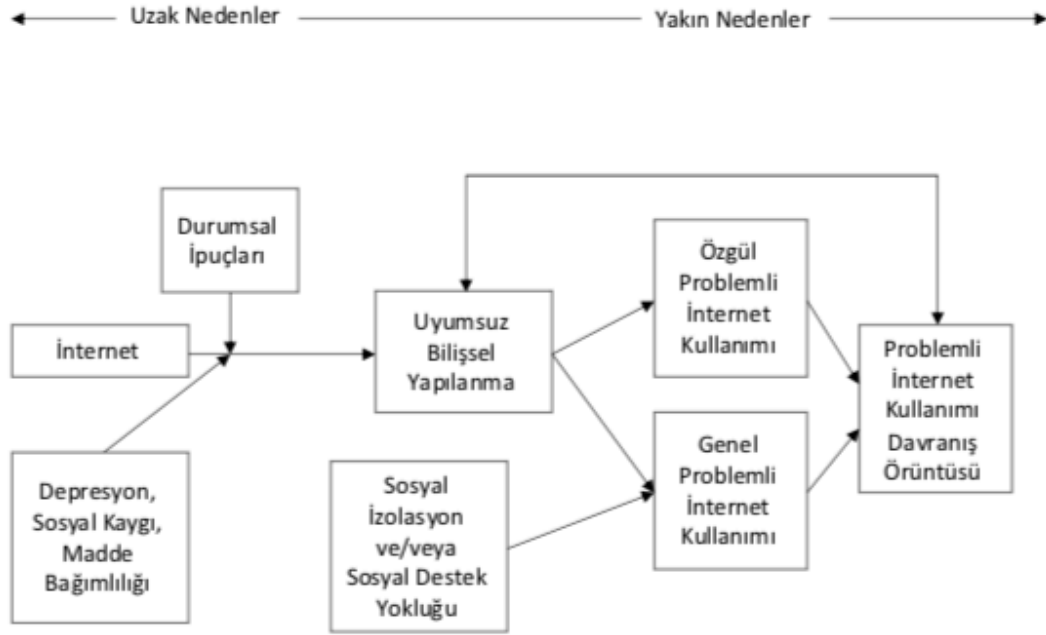 Uzak Nedenler
Yakın Nedenler
Durumsal
İpuçları
İnternet
Depresyon,
Sosyal Kaygı,
Madde
Bağımlılığı
Uyumsuz
Bilişsel
Yapılanma
Sosyal
İzolasyon
ve/veya
Sosyal Destek
Yokluğu
Özgül
Problemli
İnternet
Kullanımı
Genel
Problemli
İnternet
Kullanımı
Problemli
İnternet
Kullanımı
Davranış
Örüntüsü